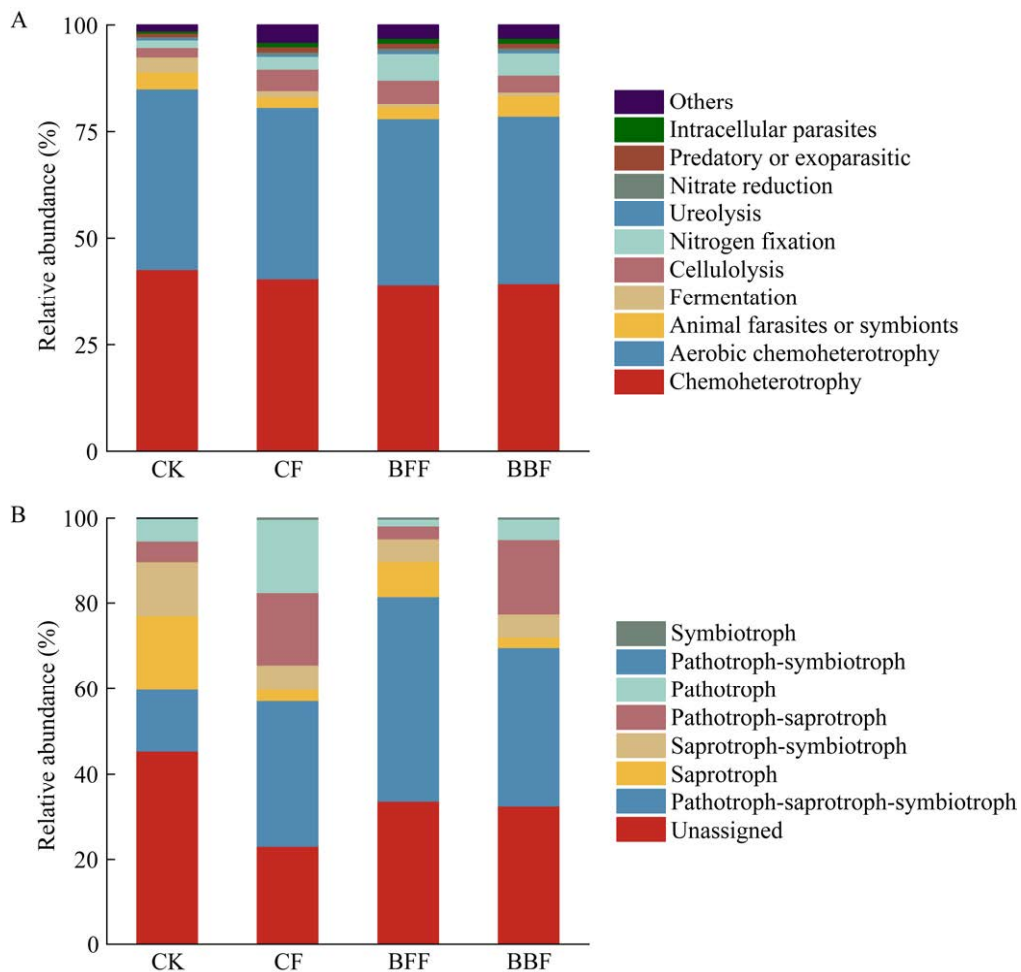 A
Relative abundance (%)
100
75
50
25
0
CK CF BFF BBF
Others
Intracellular parasites
Predatory or exoparasitic
Nitrate reduction
Ureolysis
Nitrogen fixation
Cellulolysis
Fermentation
Animal farasites or symbionts
Aerobic chemoheterotrophy
Chemoheterotrophy
B
Relative abundance (%)
100
80
60
40
20
0
CK CF BFF BBF
Symbiotroph
Pathotroph-symbiotroph
Pathotroph
Pathotroph-saprotroph
Saprotroph-symbiotroph
Saprotroph
Pathotroph-saprotroph-symbiotroph
Unassigned